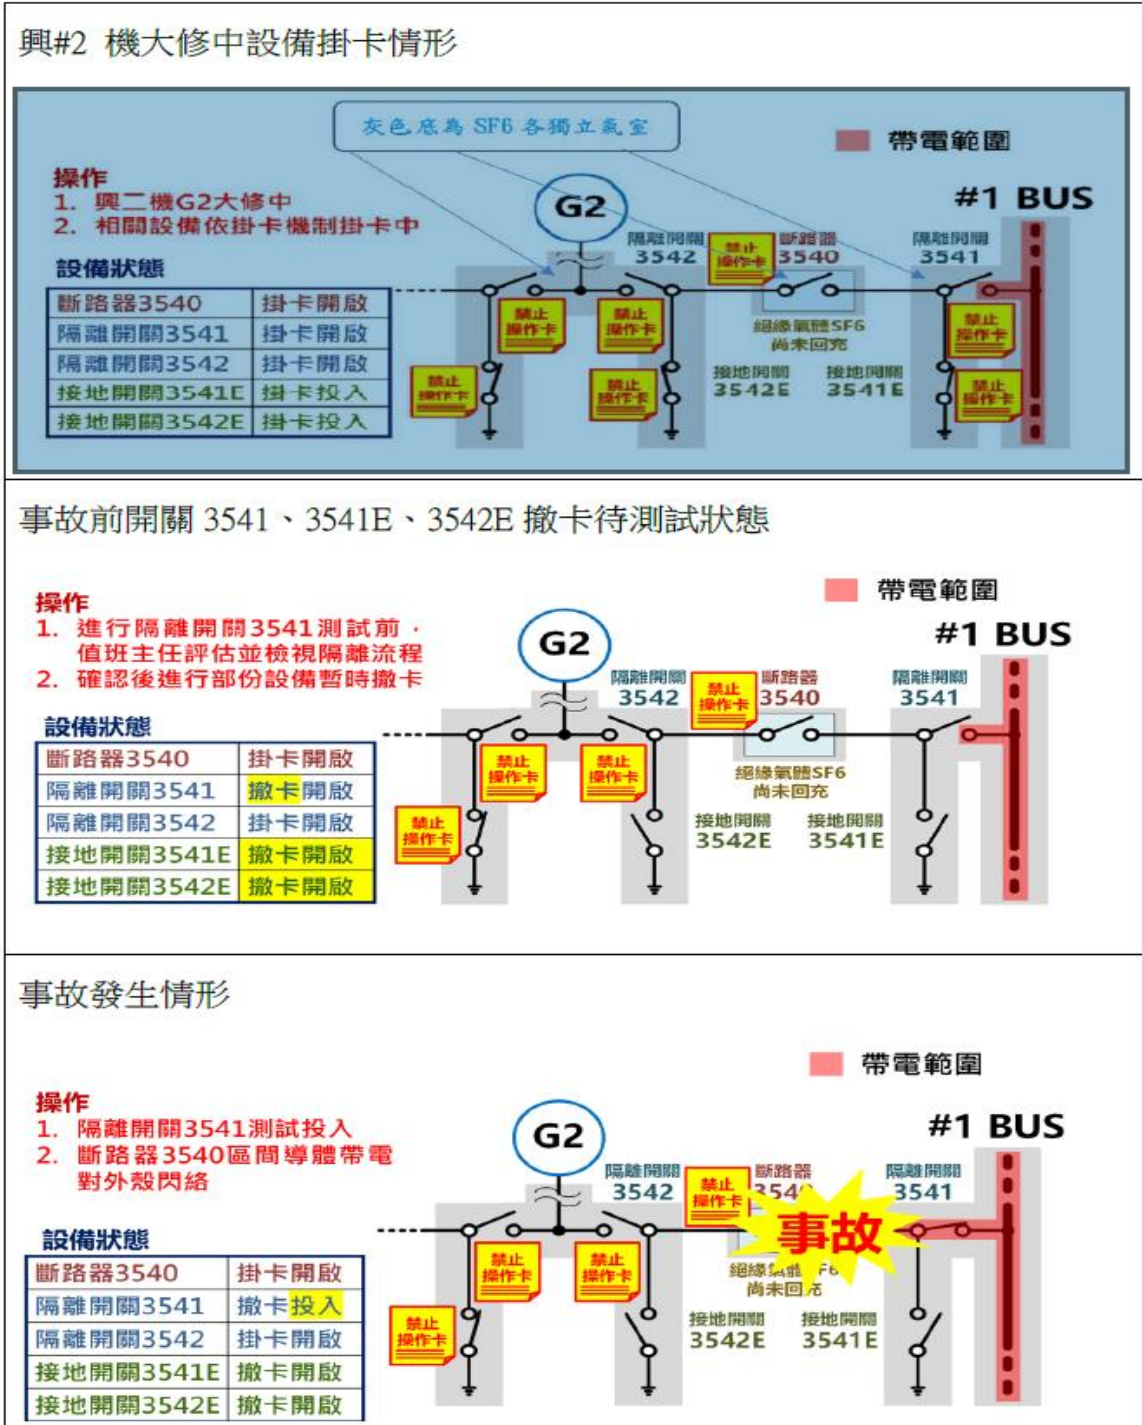 興#2 機大修中設備掛卡情形
灰色底為 SF6 各獨立氣室
帶電範圍
操作
1. 興二機G2大修中
2. 相關設備依掛卡機制掛卡中
G2
#1 BUS
隔離開關
3542
禁止
操作卡
斷路器
3540
隔離開關
3541
設備狀態
斷路器3540 掛卡開啟
隔離開關3541 掛卡開啟
隔離開關3542 掛卡開啟
接地開關3541E 掛卡投入
接地開關3542E 掛卡投入
禁止
操作卡
禁止
操作卡
絕緣氣體SF6
尚未回充
禁止
操作卡
禁止
操作卡
禁止
操作卡
接地開關
3542E
接地開關
3541E
禁止
操作卡
事故前開關 3541、3541E、3542E 撤卡待測試狀態
帶電範圍
操作
1. 進行隔離開關3541測試前,
值班主任評估並檢視隔離流程
2. 確認後進行部份設備暫時撤卡
G2
#1 BUS
隔離開關
3542
禁止
操作卡
斷路器
3540
隔離開關
3541
設備狀態
斷路器3540 掛卡開啟
隔離開關3541 撤卡開啟
隔離開關3542 掛卡開啟
接地開關3541E 撤卡開啟
接地開關3542E 撤卡開啟
禁止
操作卡
禁止
操作卡
絕緣氣體SF6
尚未回充
禁止
操作卡
接地開關
3542E
接地開關
3541E
事故發生情形
帶電範圍
操作
1. 隔離開關3541測試投入
2. 斷路器3540區間導體帶電
對外殼閃絡
G2
#1 BUS
隔離開關
3542
禁止
操作卡
斷路器
3540
隔離開關
3541
事故
設備狀態
斷路器3540 掛卡開啟
隔離開關3541 撤卡投入
隔離開關3542 掛卡開啟
接地開關3541E 撤卡開啟
接地開關3542E 撤卡開啟
禁止
操作卡
禁止
操作卡
絕緣氣體SF6
尚未回充
禁止
操作卡
接地開關
3542E
接地開關
3541E